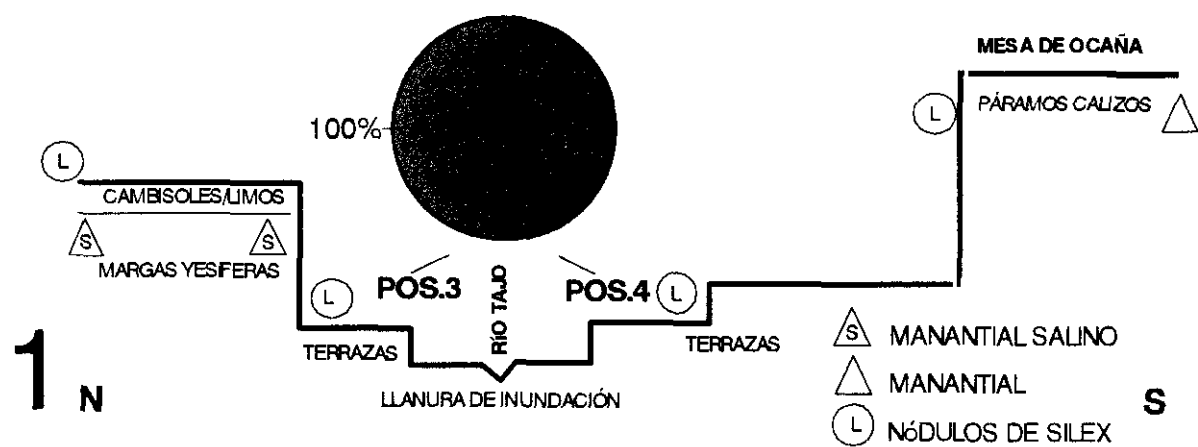 MESA DE OCAÑA
PÁRAMOS CALIZOS
100%
L
L
CAMBISOLES/LIMOS
S
S
MARGAS YESIFERAS
L
POS.3
RÍO TAJO
POS.4
L
TERRAZAS
TERRAZAS
LLANURA DE INUNDACIÓN
1 N
S
S MANANTIAL SALINO
MANANTIAL
L NóDULOS DE SILEX